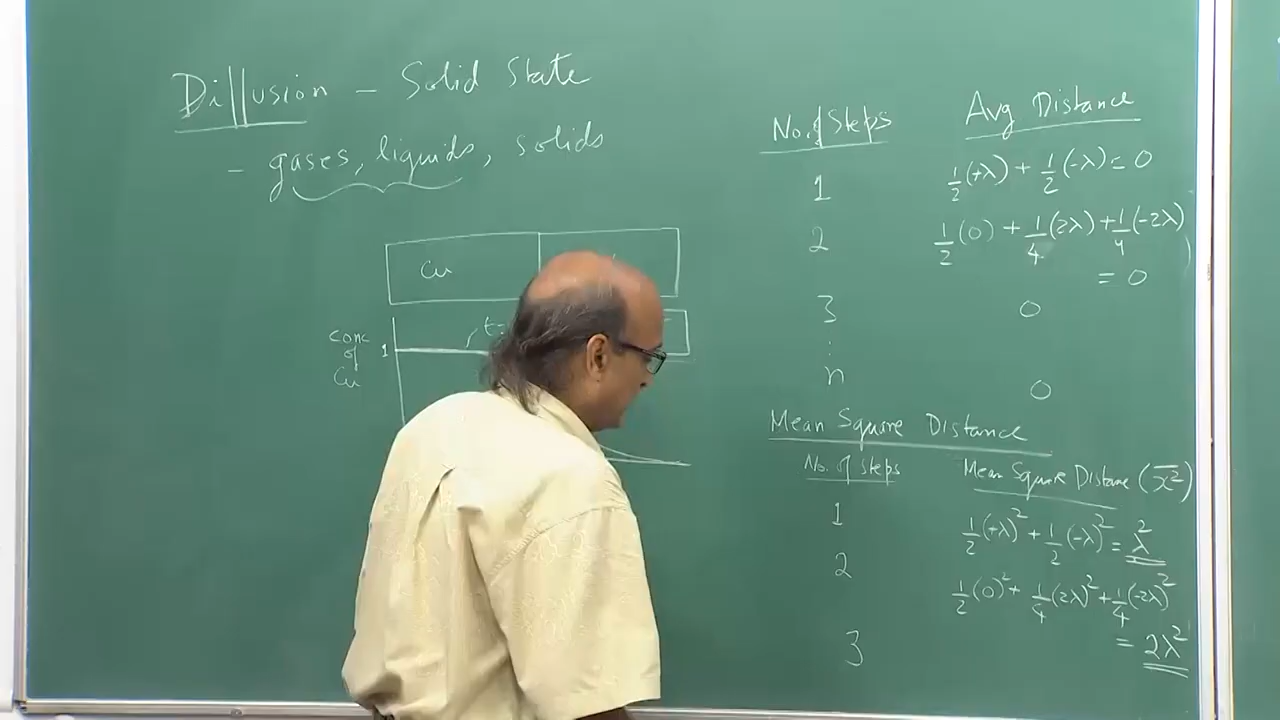 Diffusion – Solid State
– gases, liquids, solids
Cu
conc
of
Cu
1
t=
No. of Steps Avg Distance
1 1/2(+λ) + 1/2(-λ) = 0
2 1/2(0) + 1/4(2λ) + 1/4(-2λ)
= 0
3 0
⋮
n 0
Mean Square Distance
No. of Steps Mean Square Distance (x̄²)
1 1/2(+λ)² + 1/2(-λ)² = λ²
2 1/2(0)² + 1/4(2λ)² + 1/4(-2λ)²
= 2λ²
3